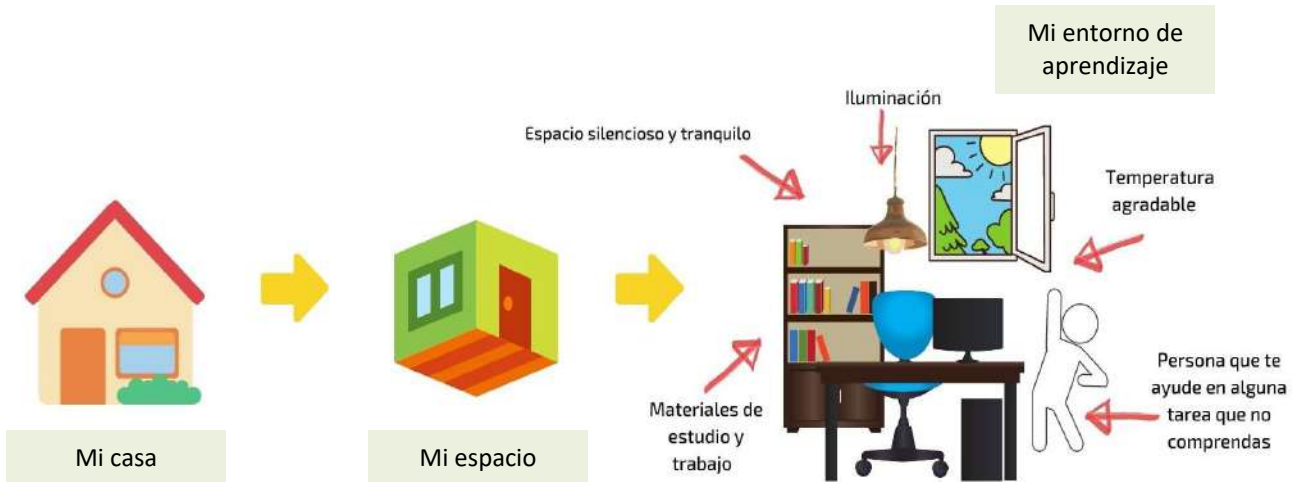 Mi entorno de
aprendizaje
Iluminación
Espacio silencioso y tranquilo
Temperatura
agradable
Persona que te
ayude en alguna
tarea que no
comprendas
Materiales de
estudio y
trabajo
Mi casa
Mi espacio